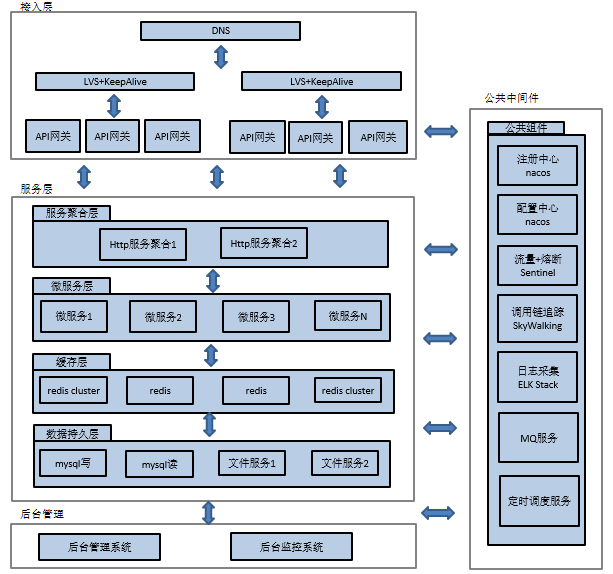 接入层
DNS
LVS+KeepAlive
LVS+KeepAlive
API网关
API网关
API网关
API网关
API网关
API网关
服务层
服务聚合层
Http服务聚合1
Http服务聚合2
微服务层
微服务1
微服务2
微服务3
微服务N
缓存层
redis cluster
redis
redis
redis cluster
数据持久层
mysql写
mysql读
文件服务1
文件服务2
后台管理
后台管理系统
后台监控系统
公共中间件
公共组件
注册中心
nacos
配置中心
nacos
流量+熔断
Sentinel
调用链追踪
SkyWalking
日志采集
ELK Stack
MQ服务
定时调度服务